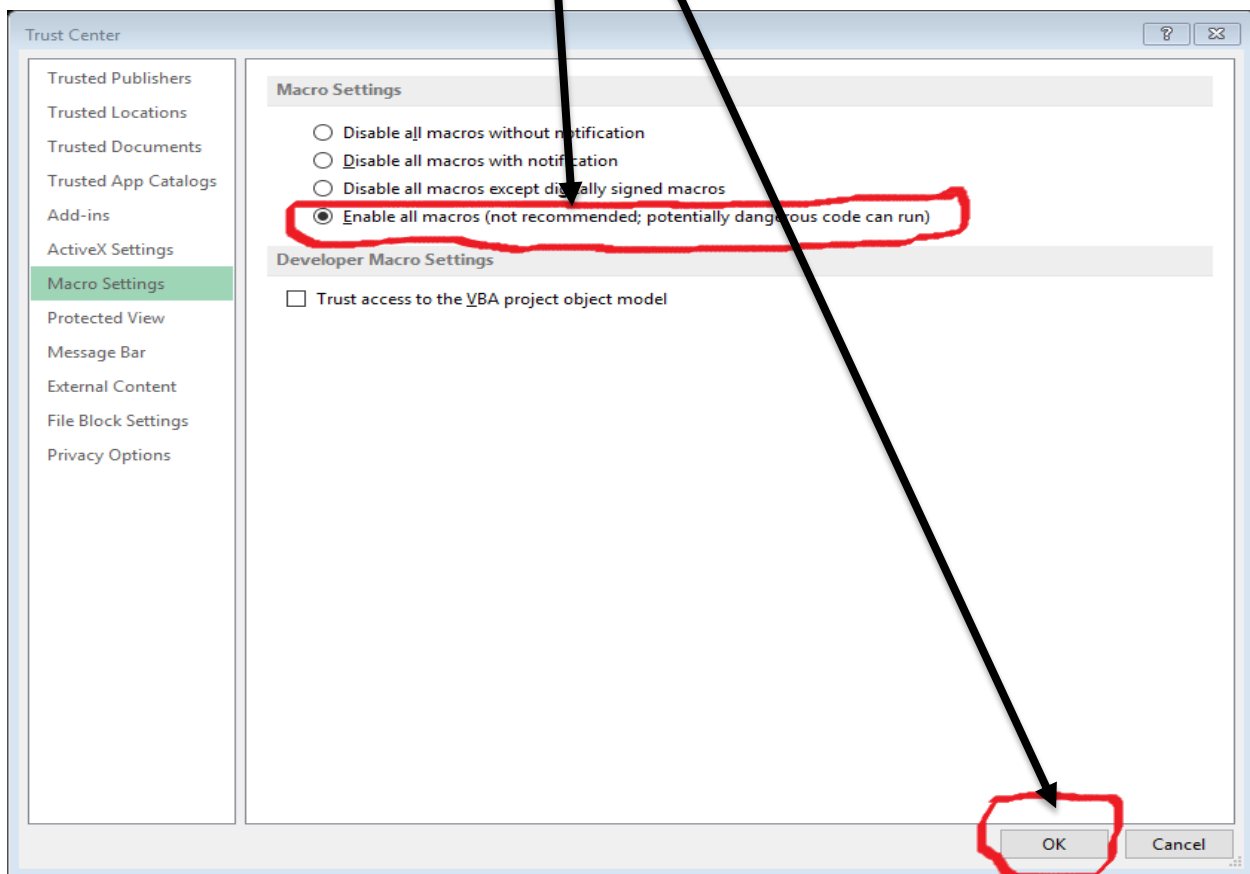 Trust Center
Trusted Publishers
Trusted Locations
Trusted Documents
Trusted App Catalogs
Add-ins
ActiveX Settings
Macro Settings
Protected View
Message Bar
External Content
File Block Settings
Privacy Options
Macro Settings
Disable all macros without notification
Disable all macros with notification
Disable all macros except digitally signed macros
Enable all macros (not recommended; potentially dangerous code can run)
Developer Macro Settings
Trust access to the VBA project object model
OK
Cancel